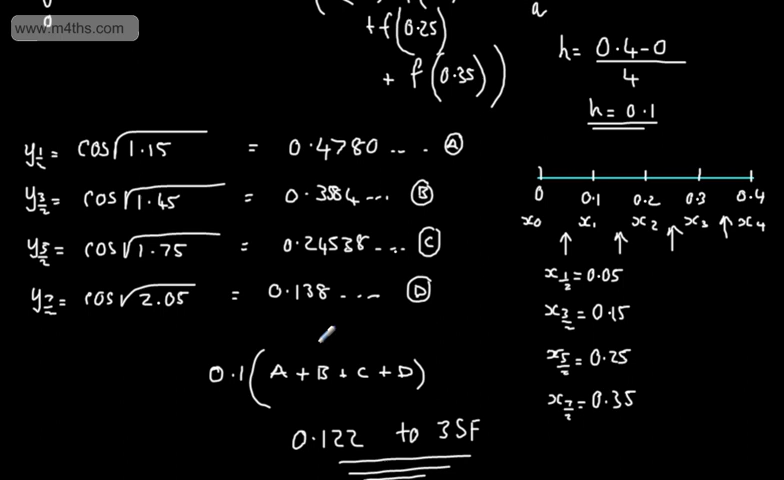 www.m4ths.com
+ f(0.25)
+ f(0.35))
a
h = (0.4-0)/4
h = 0.1
y½ = cos√1.15 = 0.4780... . Ⓐ
y3/2 = cos√1.45 = 0.3584... Ⓑ
y5/2 = cos√1.75 = 0.24538... Ⓒ
y7/2 = cos√2.05 = 0.138.... Ⓓ
0.1(A+B+C+D)
0.122 to 3SF
0 0.1 0.2 0.3 0.4
x₀ x₁ x₂ x₃ x₄
x½ = 0.05
x3/2 = 0.15
x5/2 = 0.25
x7/2 = 0.35